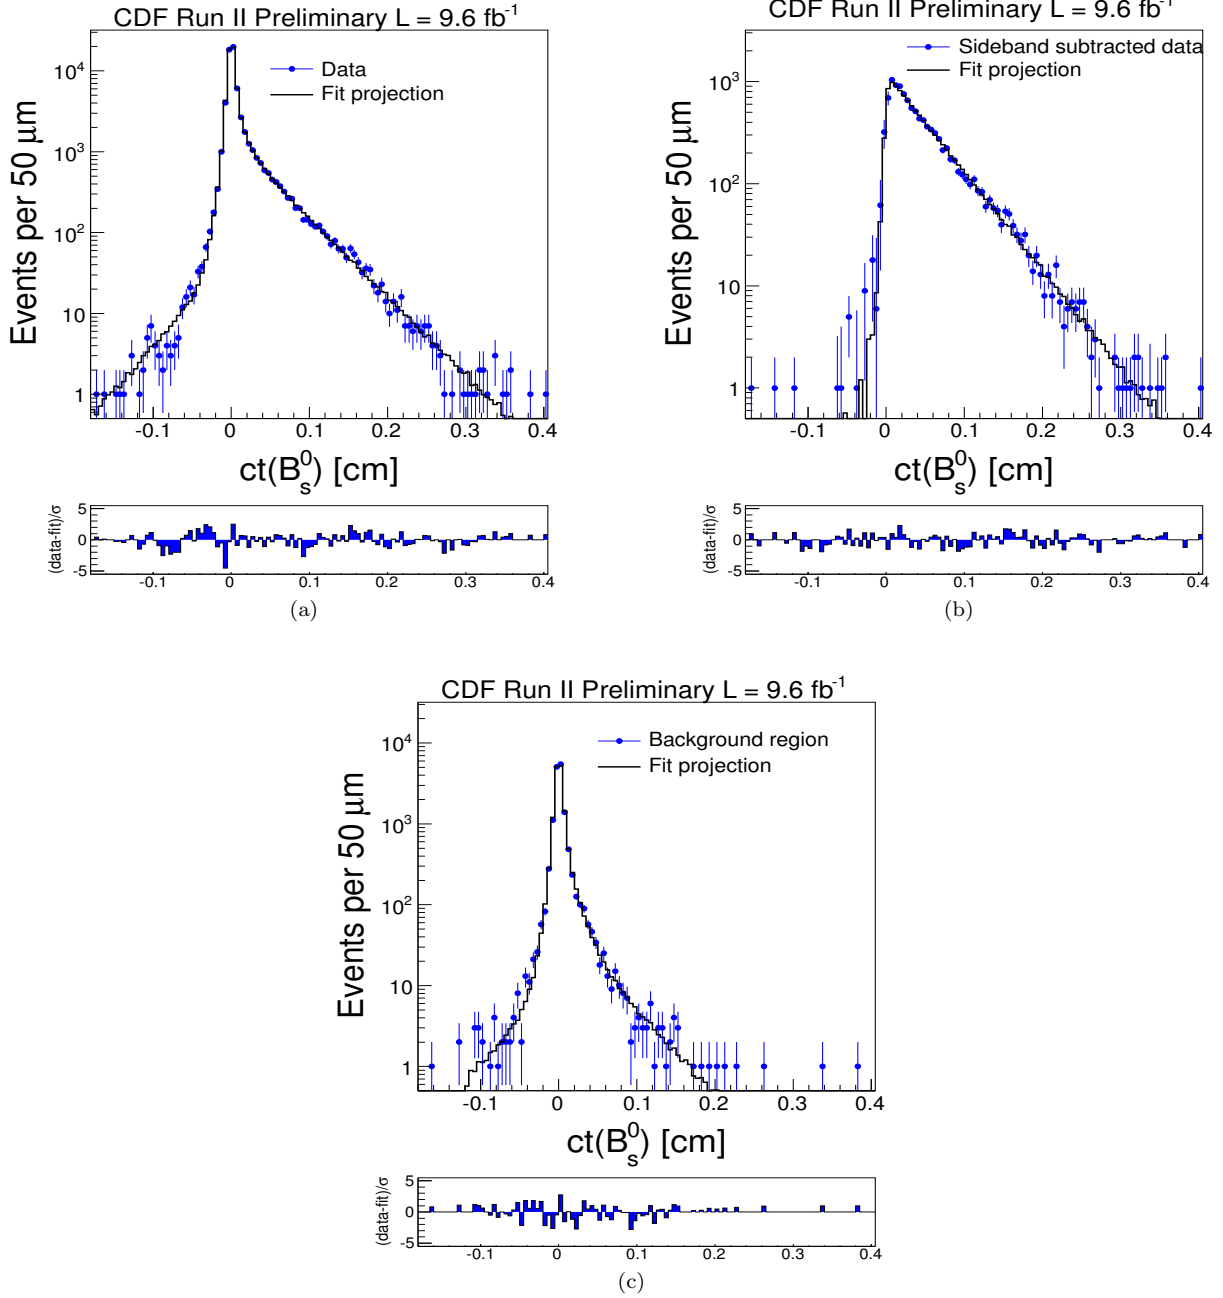 CDF Run II Preliminary L = 9.6 fb⁻¹
Events per 50 μm
10⁴
10³
10²
10
1
Data
Fit projection
-0.1 0 0.1 0.2 0.3 0.4
ct(B⁰ₛ) [cm]
(data-fit)/σ
5
0
-5
-0.1 0 0.1 0.2 0.3 0.4
(a)
CDF Run II Preliminary L = 9.6 fb⁻¹
Events per 50 μm
10³
10²
10
1
Sideband subtracted data
Fit projection
-0.1 0 0.1 0.2 0.3 0.4
ct(B⁰ₛ) [cm]
(data-fit)/σ
5
0
-5
-0.1 0 0.1 0.2 0.3 0.4
(b)
CDF Run II Preliminary L = 9.6 fb⁻¹
Events per 50 μm
10⁴
10³
10²
10
1
Background region
Fit projection
-0.1 0 0.1 0.2 0.3 0.4
ct(B⁰ₛ) [cm]
(data-fit)/σ
5
0
-5
-0.1 0 0.1 0.2 0.3 0.4
(c)